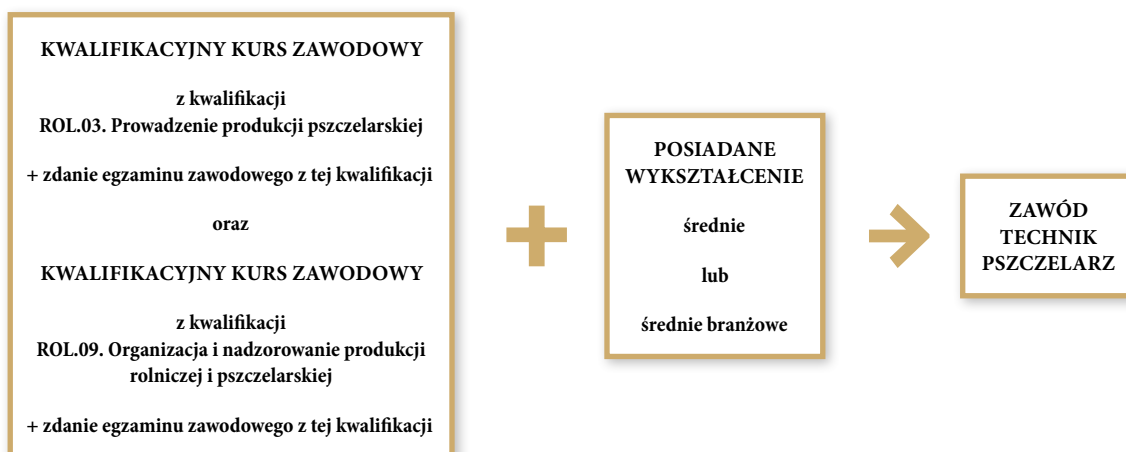 KWALIFIKACYJNY KURS ZAWODOWY
z kwalifikacji
ROL.03. Prowadzenie produkcji pszczelarskiej
+ zdanie egzaminu zawodowego z tej kwalifikacji
oraz
KWALIFIKACYJNY KURS ZAWODOWY
z kwalifikacji
ROL.09. Organizacja i nadzorowanie produkcji
rolniczej i pszczelarskiej
+ zdanie egzaminu zawodowego z tej kwalifikacji
+
POSIADANE
WYKSZTAŁCENIE
średnie
lub
średnie branżowe
ZAWÓD
TECHNIK
PSZCZELARZ